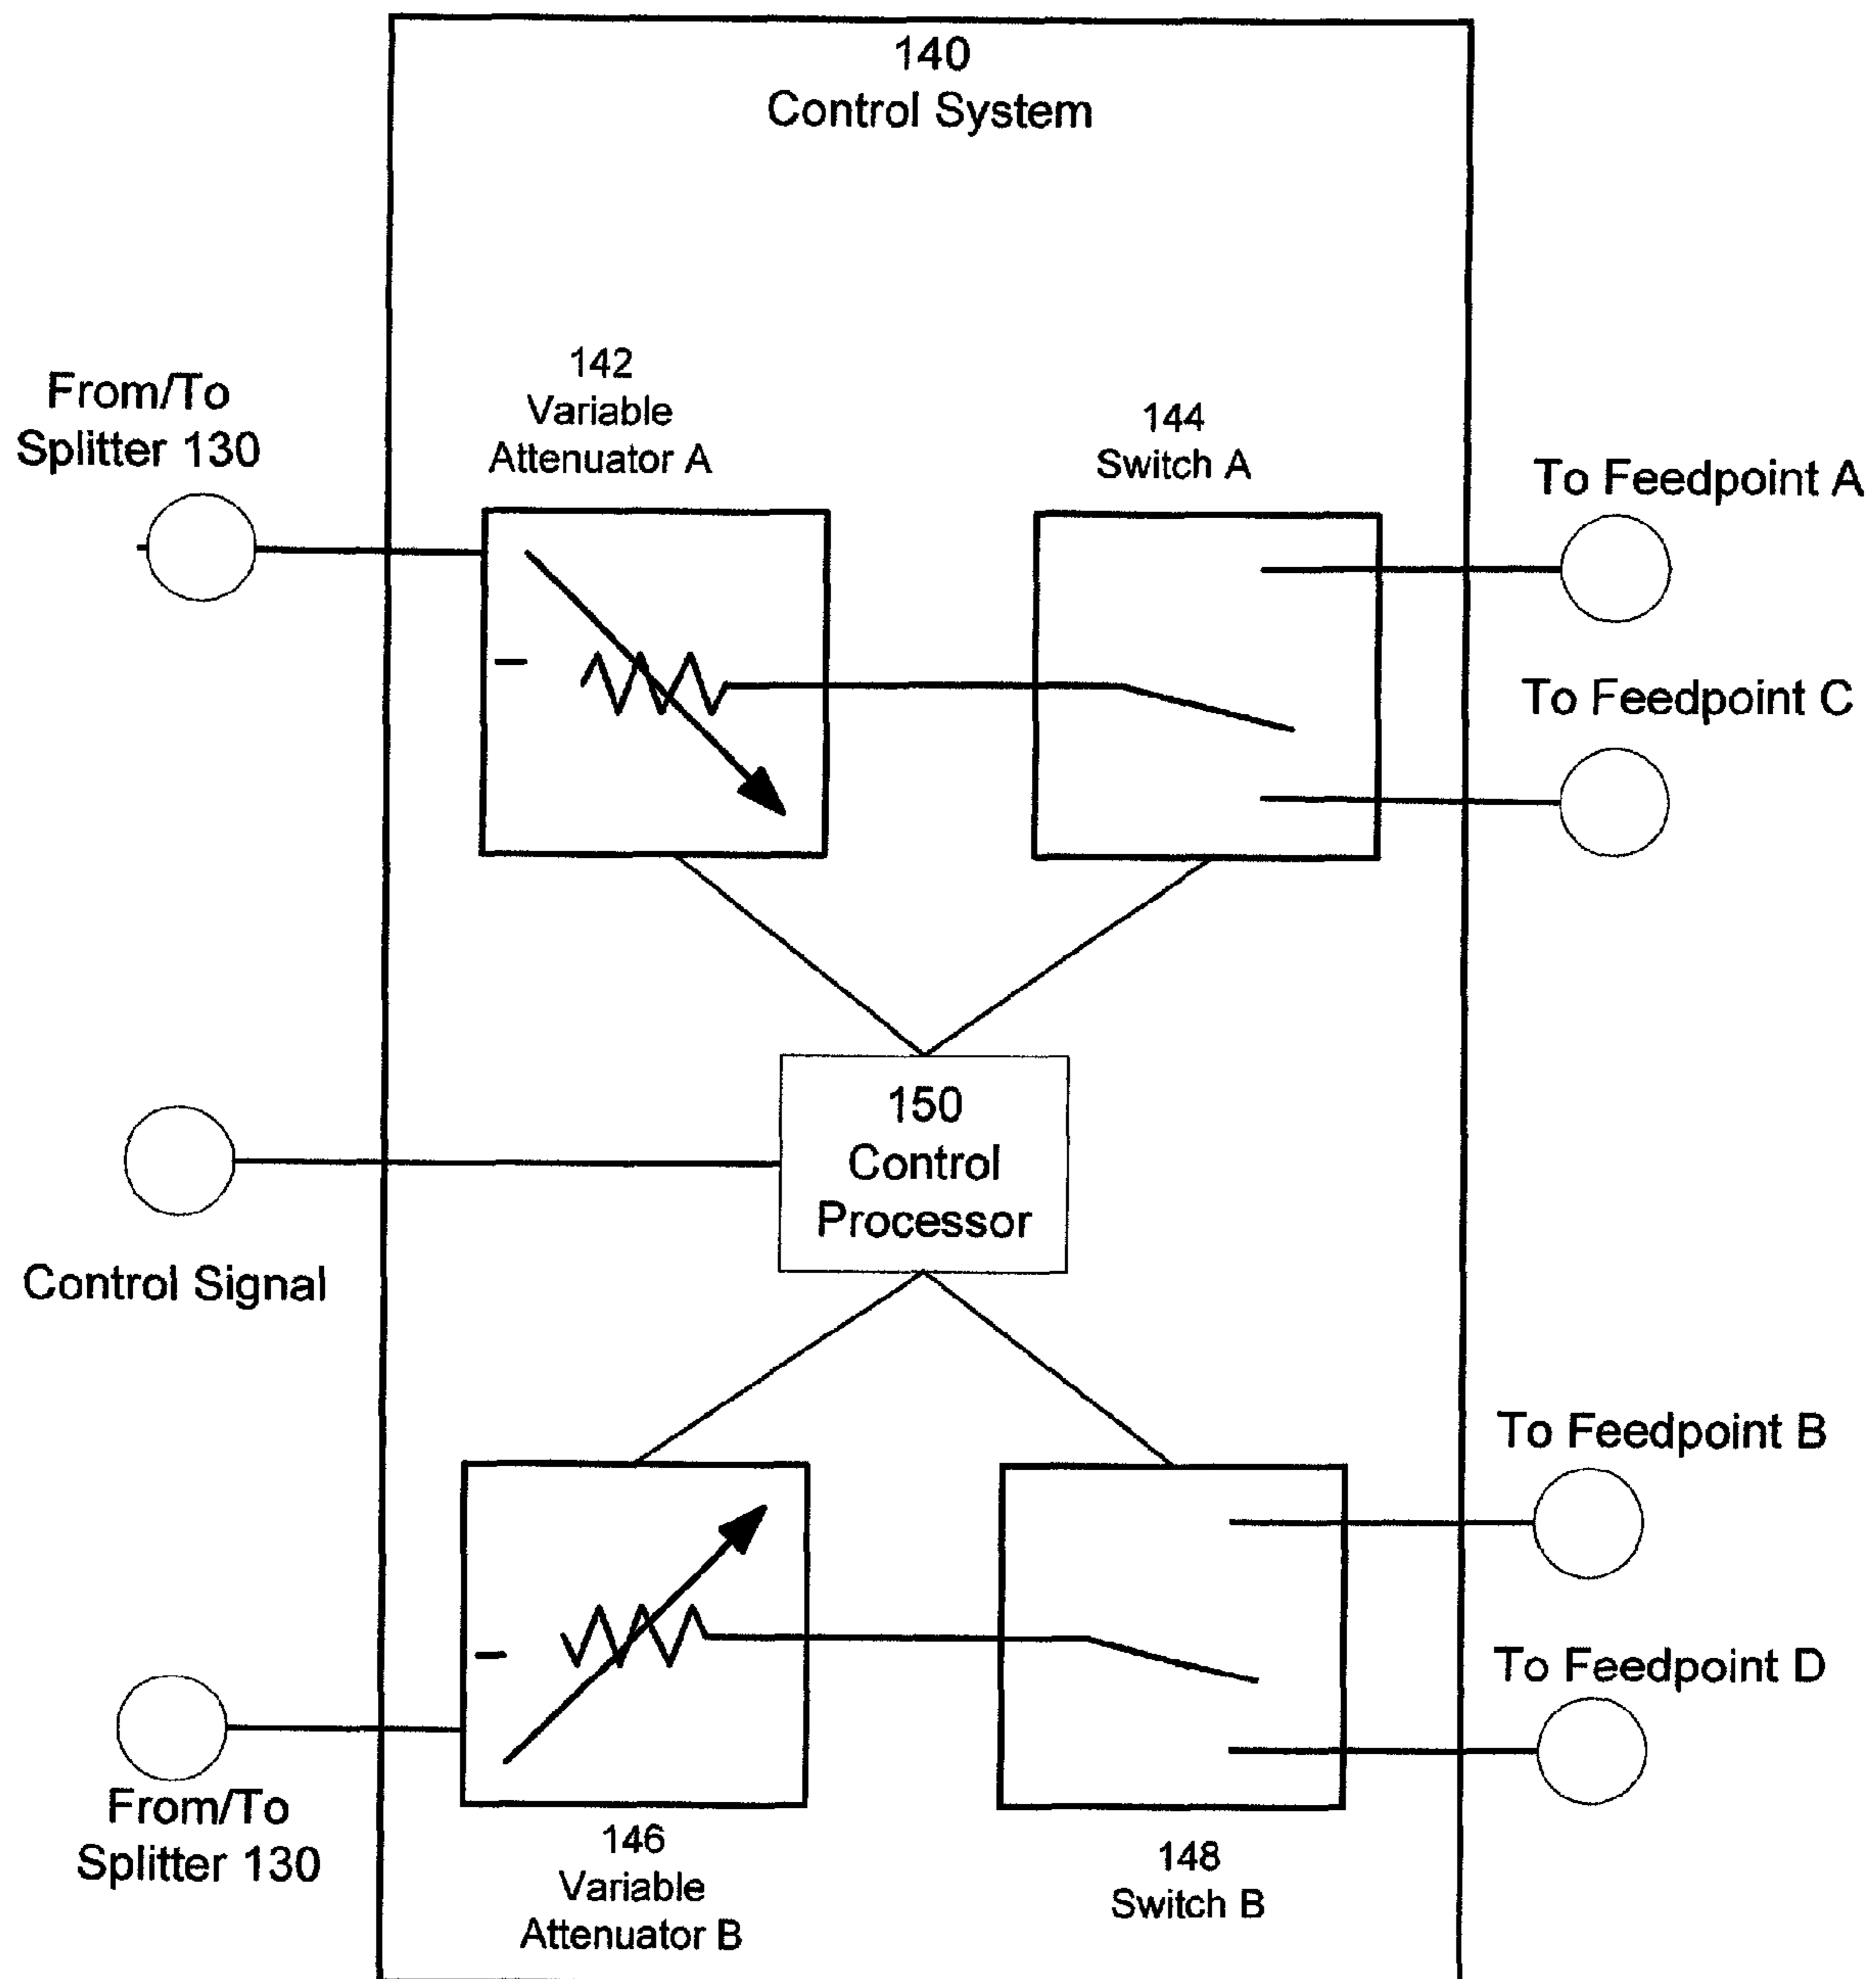 140
Control System
142
Variable
Attenuator A
144
Switch A
From/To
Splitter 130
To Feedpoint A
To Feedpoint C
150
Control
Processor
Control Signal
To Feedpoint B
To Feedpoint D
From/To
Splitter 130
146
Variable
Attenuator B
148
Switch B